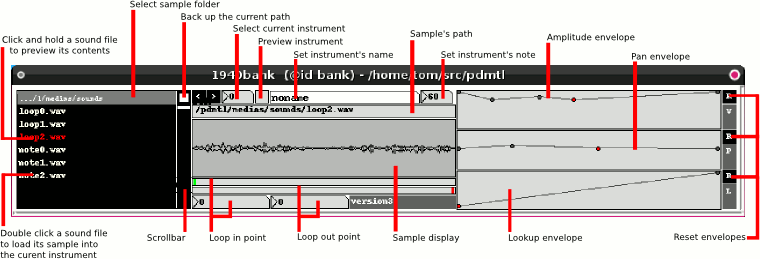 Select sample folder
Back up the current path
Select current instrument
Click and hold a sound file
to preview its contents
Preview instrument
Set instrument's name
Sample's path
Set instrument's note
Amplitude envelope
Pan envelope
1940bank (@id bank) - /home/tom/src/pdmtl
.../1/medias/sounds
< > 0 noname 60
R
loop0.wav
/pdmtl/medias/sounds/loop2.wav
V
loop1.wav
loop2.wav
R
note0.wav
P
note1.wav
note2.wav
R
L
0 0 version3
Double click a sound file
to load its sample into
the curent instrument
Scrollbar
Loop in point
Loop out point
Sample display
Lookup envelope
Reset envelopes